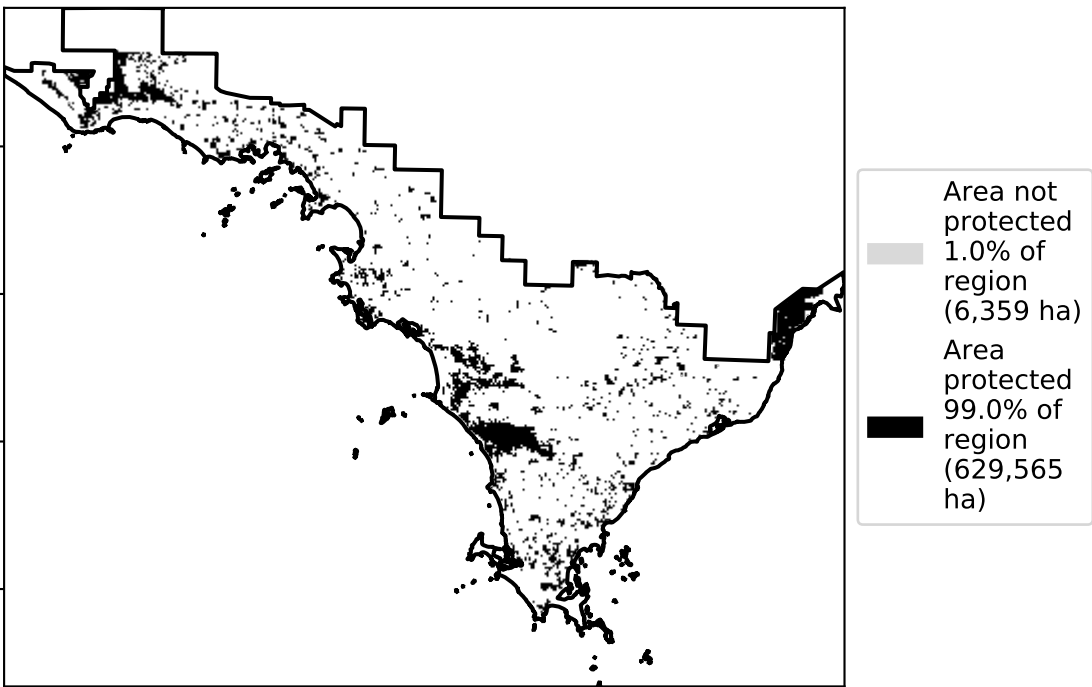 Area not
protected
1.0% of
region
(6,359 ha)
Area
protected
99.0% of
region
(629,565
ha)